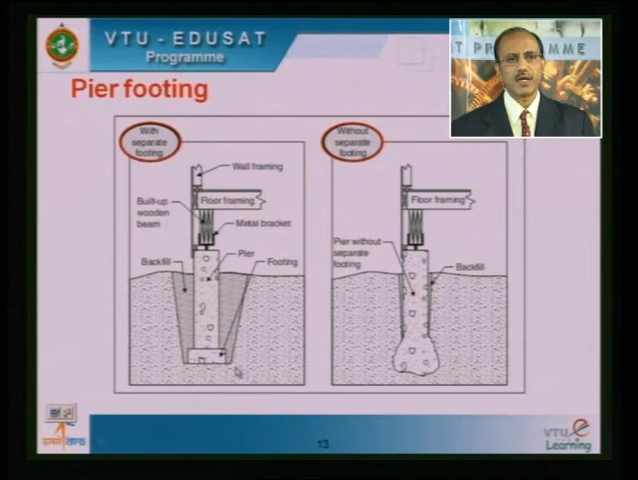 VTU - EDUSAT
Programme
T PROGRAMME
Pier footing
With
separate
footing
Wall framing
Floor framing
Built-up
wooden
beam
Metal bracket
Pier
Backfill
Footing
Without
separate
footing
Floor framing
Pier without
separate
footing
Backfill
13
VTU e
Learning